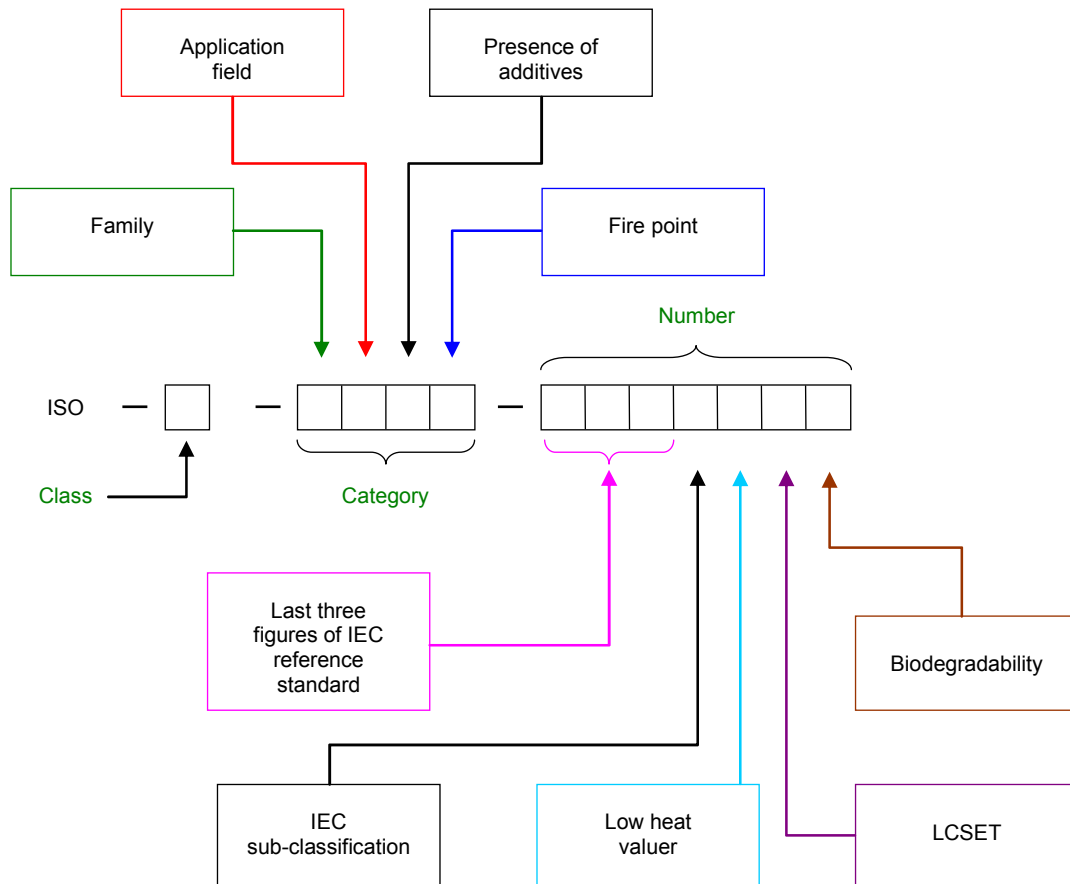 Application
field
Presence of
additives
Family
Fire point
Number
ISO
Class
Category
Last three
figures of IEC
reference
standard
Biodegradability
IEC
sub-classification
Low heat
valuer
LCSET